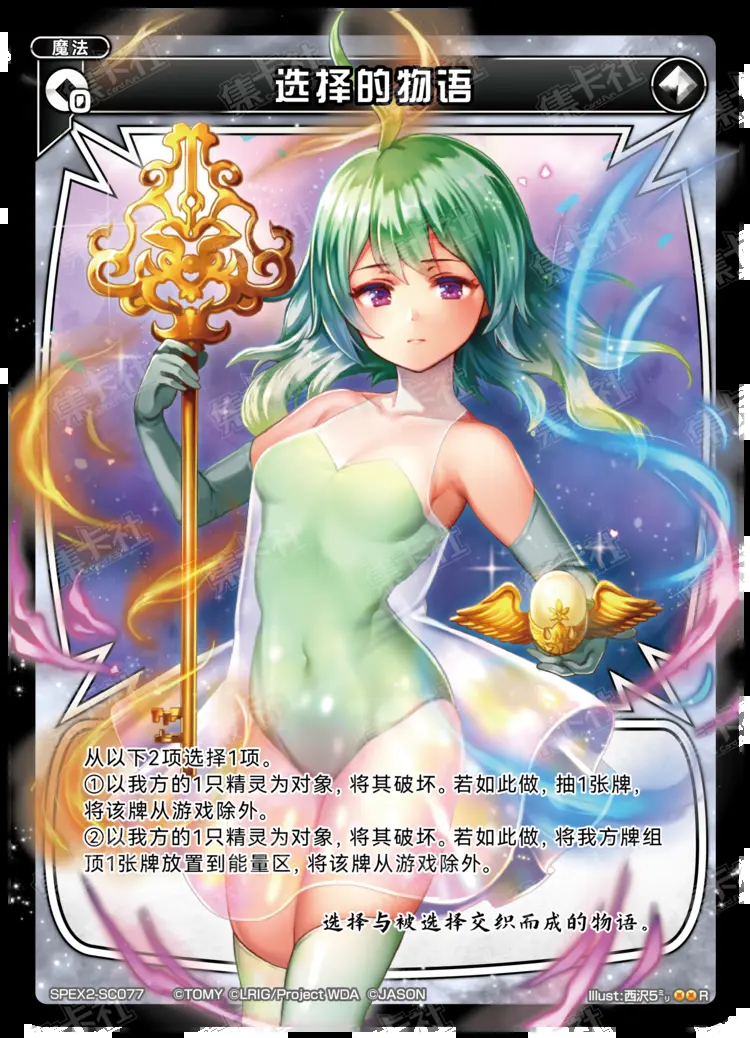 魔法
0
选择的物语
从以下2项选择1项。
①以我方的1只精灵为对象，将其破坏。若如此做，抽1张牌，
将该牌从游戏除外。
②以我方的1只精灵为对象，将其破坏。若如此做，将我方牌组
顶1张牌放置到能量区，将该牌从游戏除外。
选择与被选择交织而成的物语。
SPEX2-SC077 ©TOMY ©LRIG/Project WDA ©JASON
Illust:西沢5㍉ R
集卡社